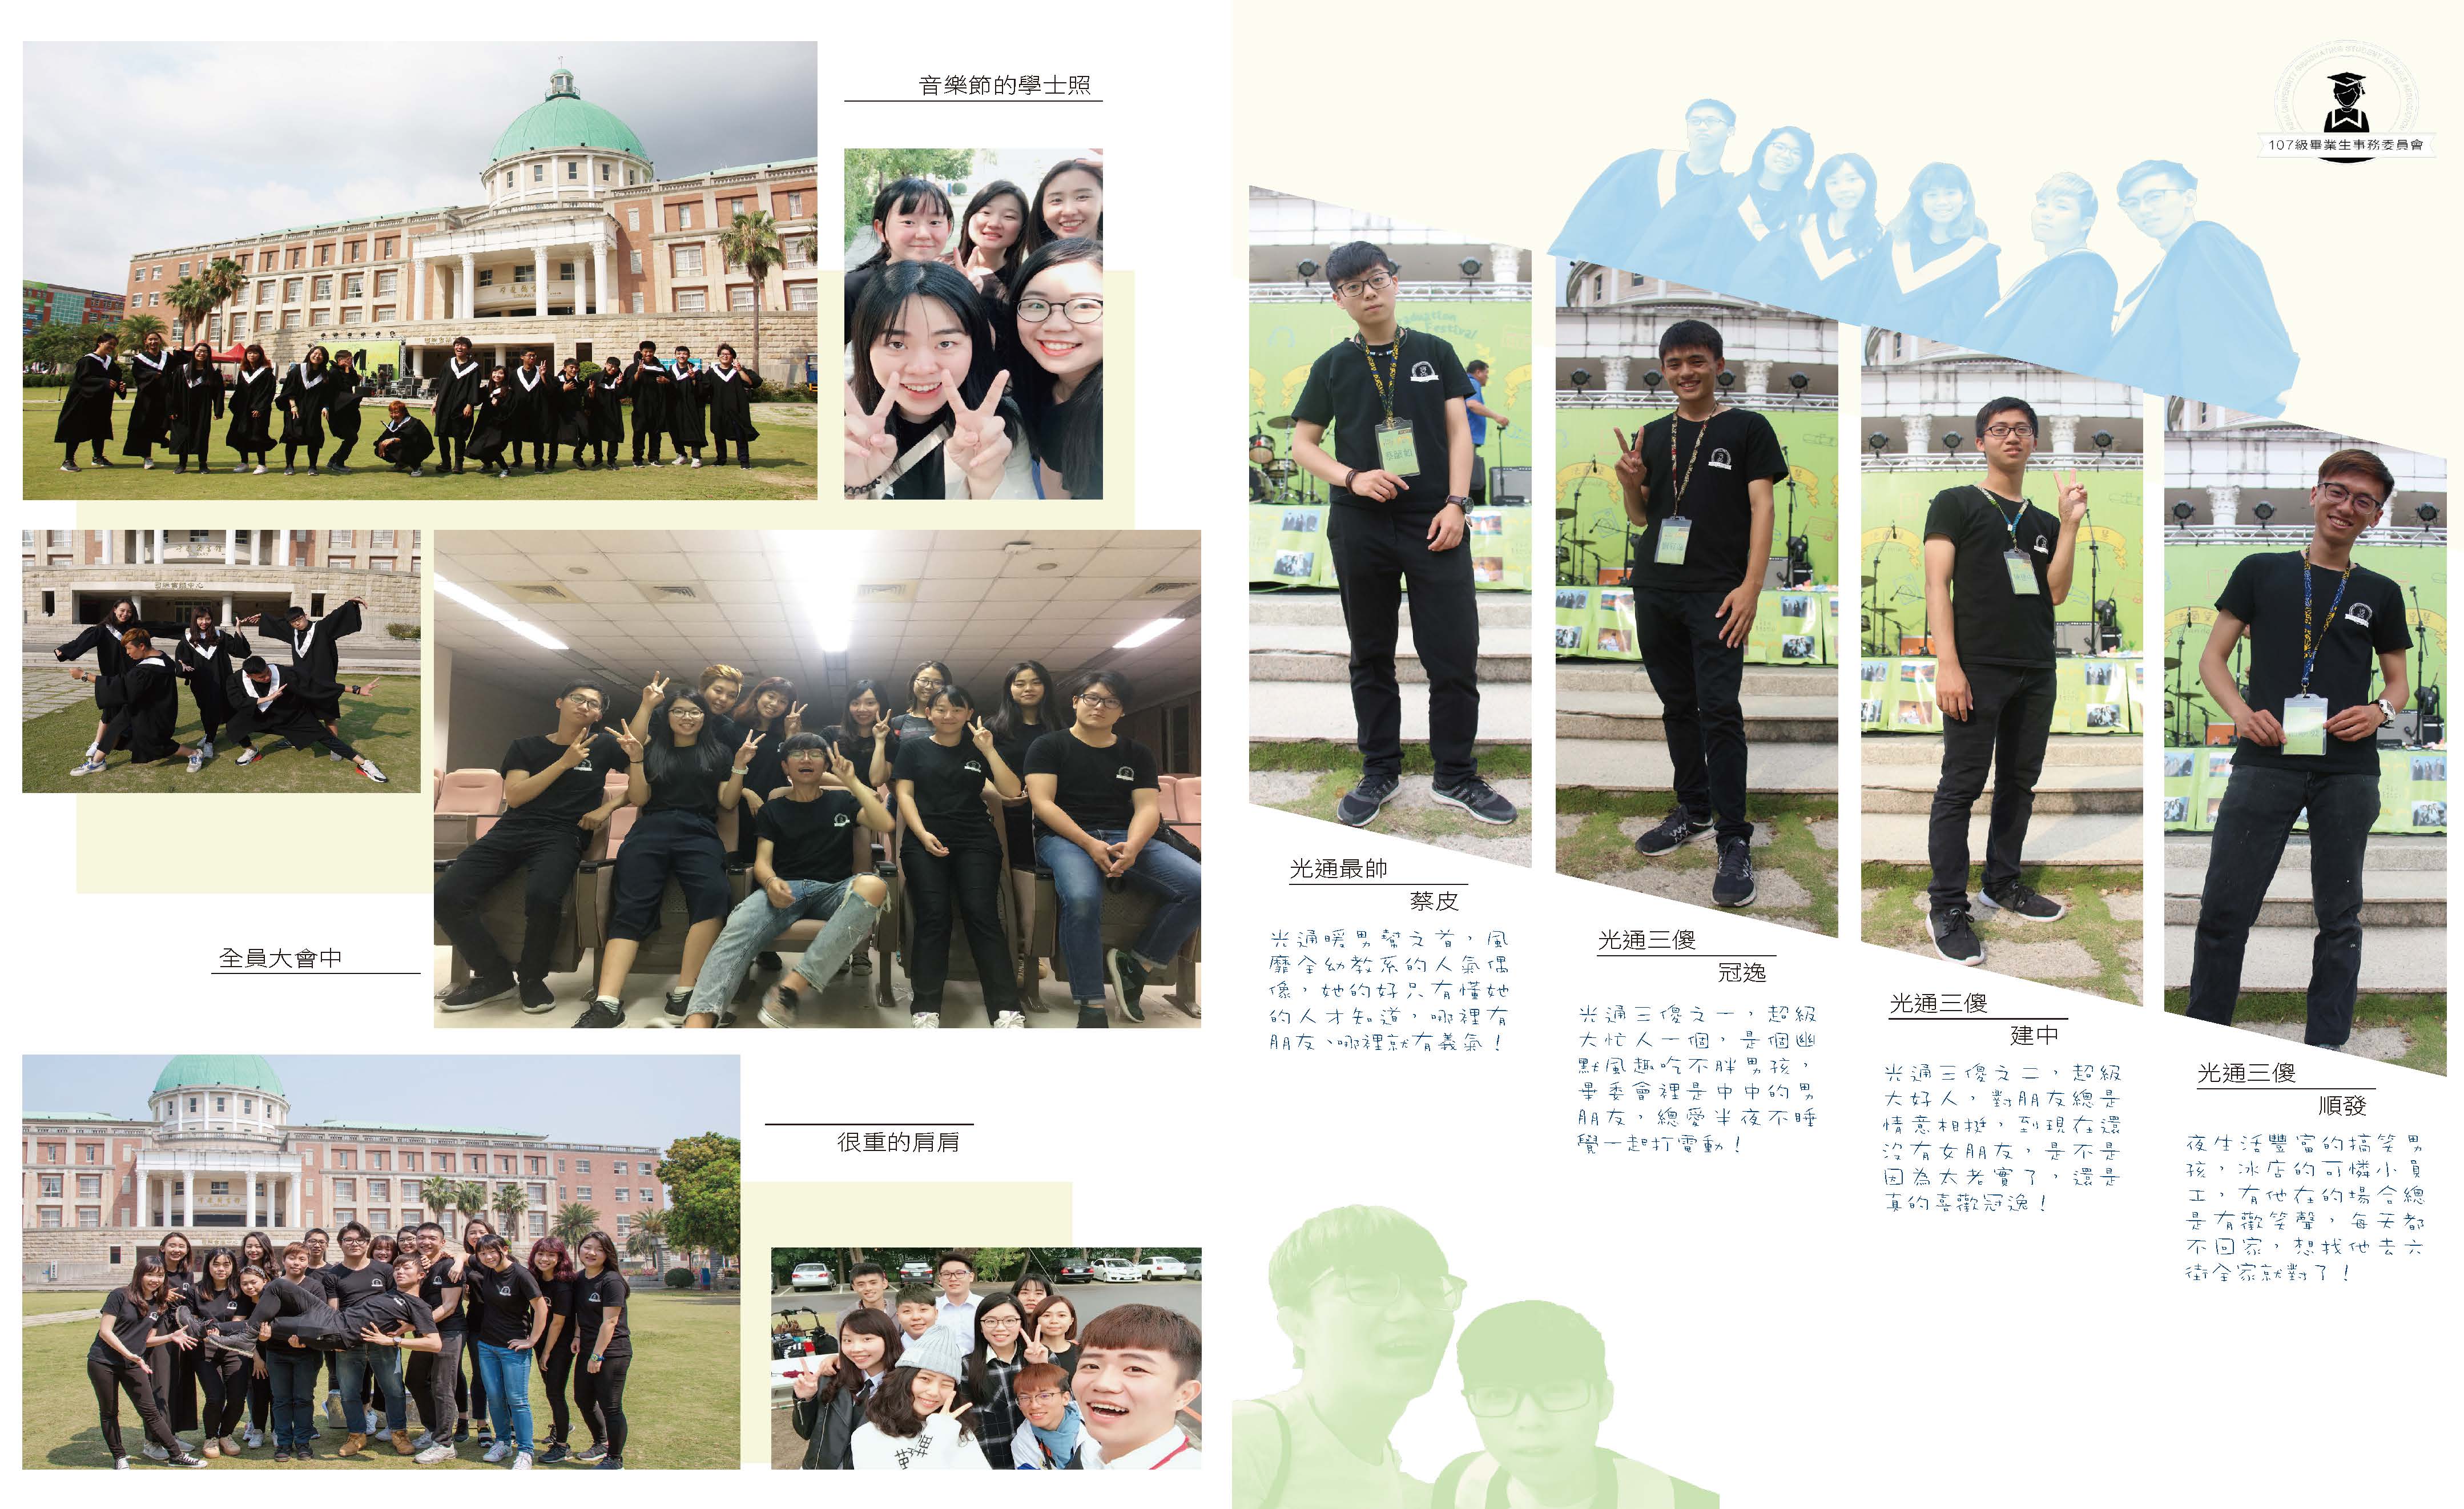 音樂節的學士照
全員大會中
很重的肩肩
107級畢業生事務委員會
光通最帥
蔡皮
光通暖男幫之首，風
靡全幼教系的人氣偶
像，她的好只有懂她
的人才知道，哪裡有
朋友、哪裡就有義氣！
光通三傻
冠逸
光通三傻之一，超級
大忙人一個，是個幽
默風趣吃不胖男孩，
畢委會裡是中中的男
朋友，總愛半夜不睡
覺一起打電動！
光通三傻
建中
光通三傻之二，超級
大好人，對朋友總是
情意相挺，到現在還
沒有女朋友，是不是
因為太老實了，還是
真的喜歡冠逸！
光通三傻
順發
夜生活豐富的搞笑男
孩，冰店的可憐小員
工，有他在的場合總
是有歡笑聲，每天都
不回家，想找他去六
街全家就對了！